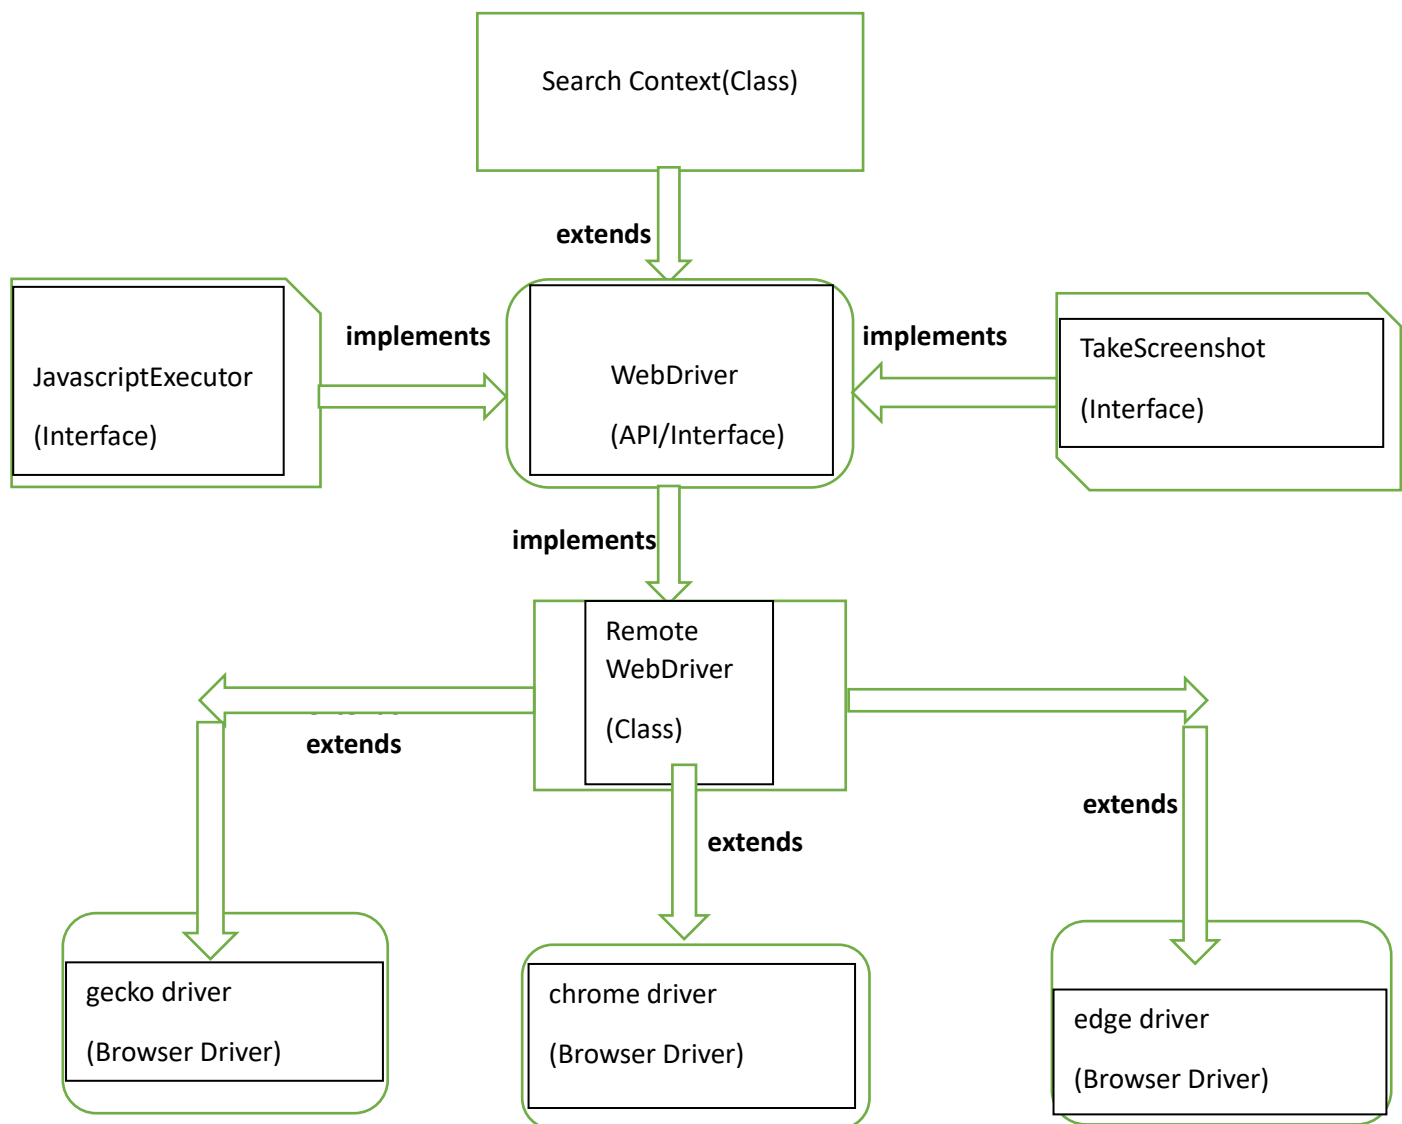 Search Context(Class)
extends
implements
implements
JavascriptExecutor
(Interface)
WebDriver
(API/Interface)
TakeScreenshot
(Interface)
implements
Remote
WebDriver
(Class)
extends
extends
extends
gecko driver
(Browser Driver)
chrome driver
(Browser Driver)
edge driver
(Browser Driver)